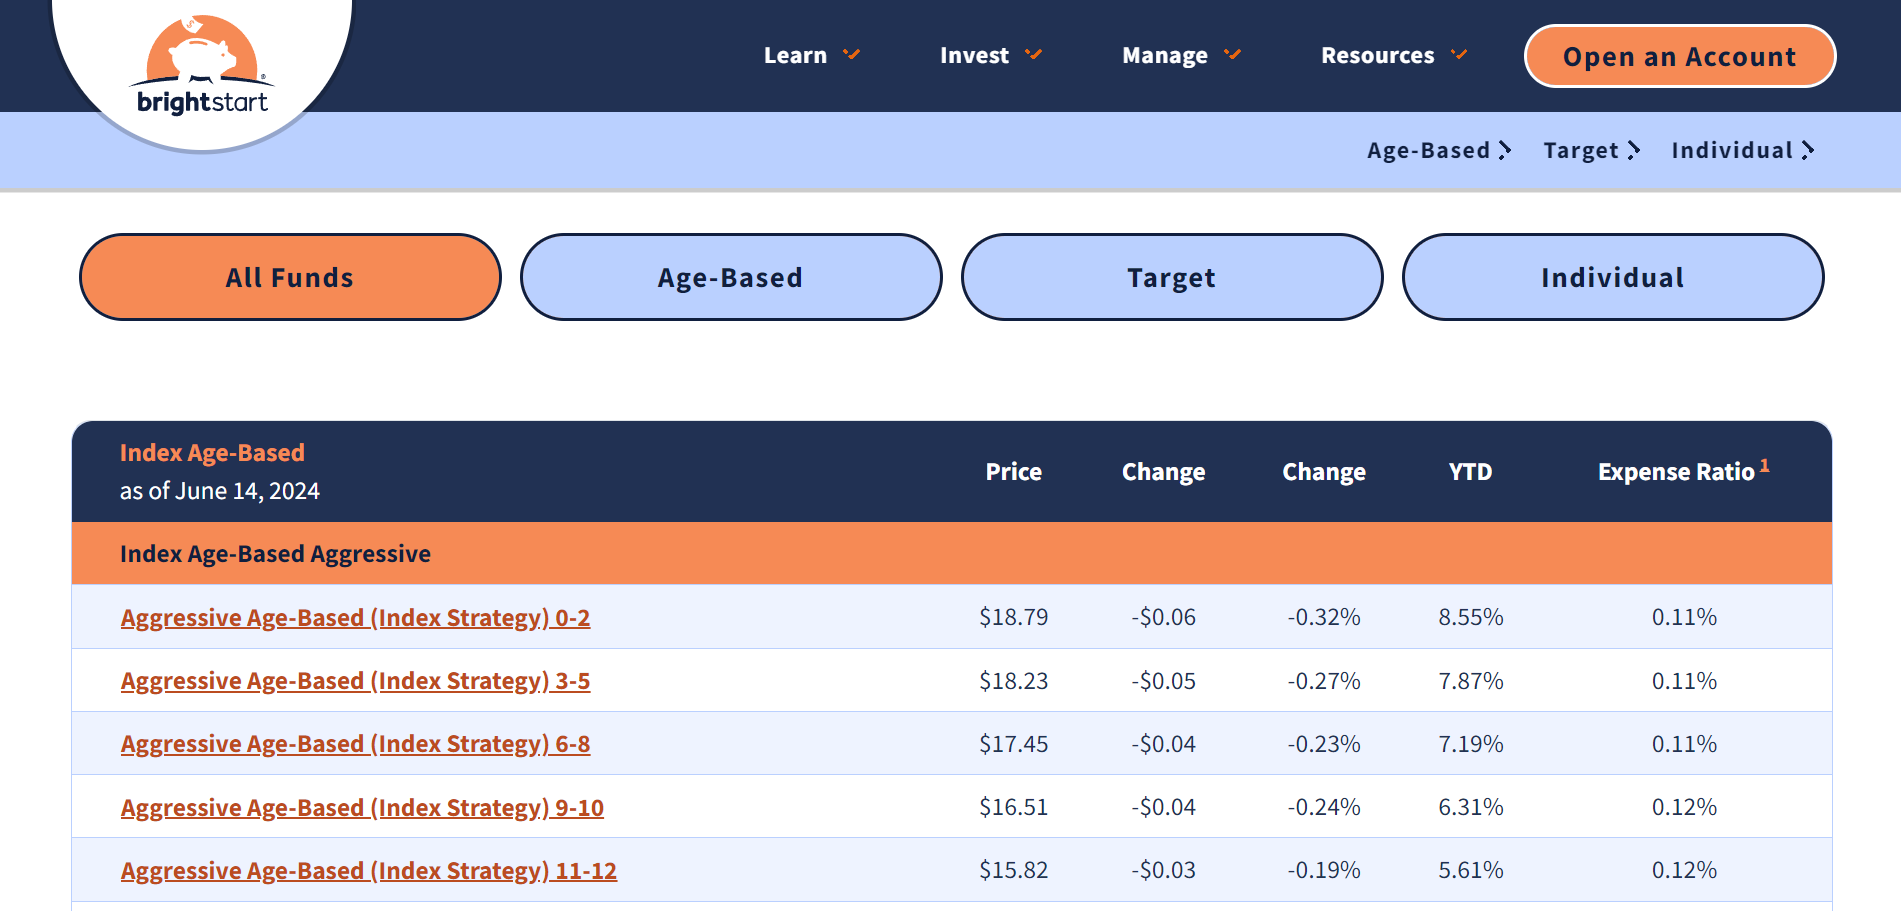 brightstart®
Learn Invest Manage Resources Open an Account
Age-Based Target Individual
All Funds Age-Based Target Individual
Index Age-Based
as of June 14, 2024
Price Change Change YTD Expense Ratio 1
Index Age-Based Aggressive
Aggressive Age-Based (Index Strategy) 0-2 $18.79 -$0.06 -0.32% 8.55% 0.11%
Aggressive Age-Based (Index Strategy) 3-5 $18.23 -$0.05 -0.27% 7.87% 0.11%
Aggressive Age-Based (Index Strategy) 6-8 $17.45 -$0.04 -0.23% 7.19% 0.11%
Aggressive Age-Based (Index Strategy) 9-10 $16.51 -$0.04 -0.24% 6.31% 0.12%
Aggressive Age-Based (Index Strategy) 11-12 $15.82 -$0.03 -0.19% 5.61% 0.12%